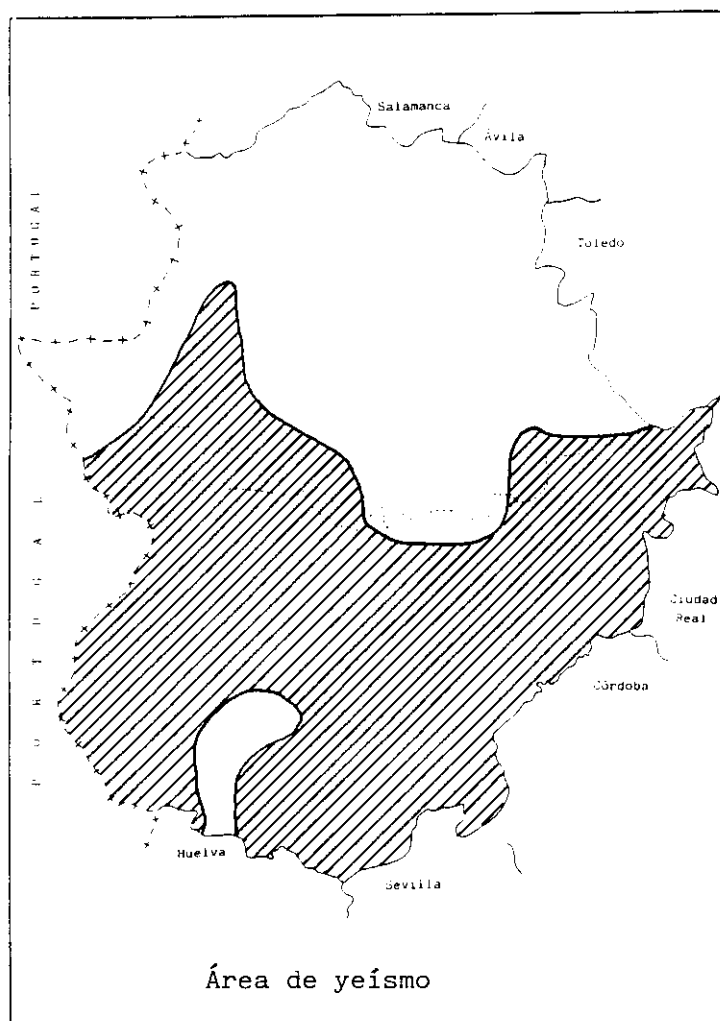 Salamanca
Ávila
PORTUGAL
Toledo
PORTUGAL
Ciudad
Real
Córdoba
Huelva
Sevilla
Área de yeísmo